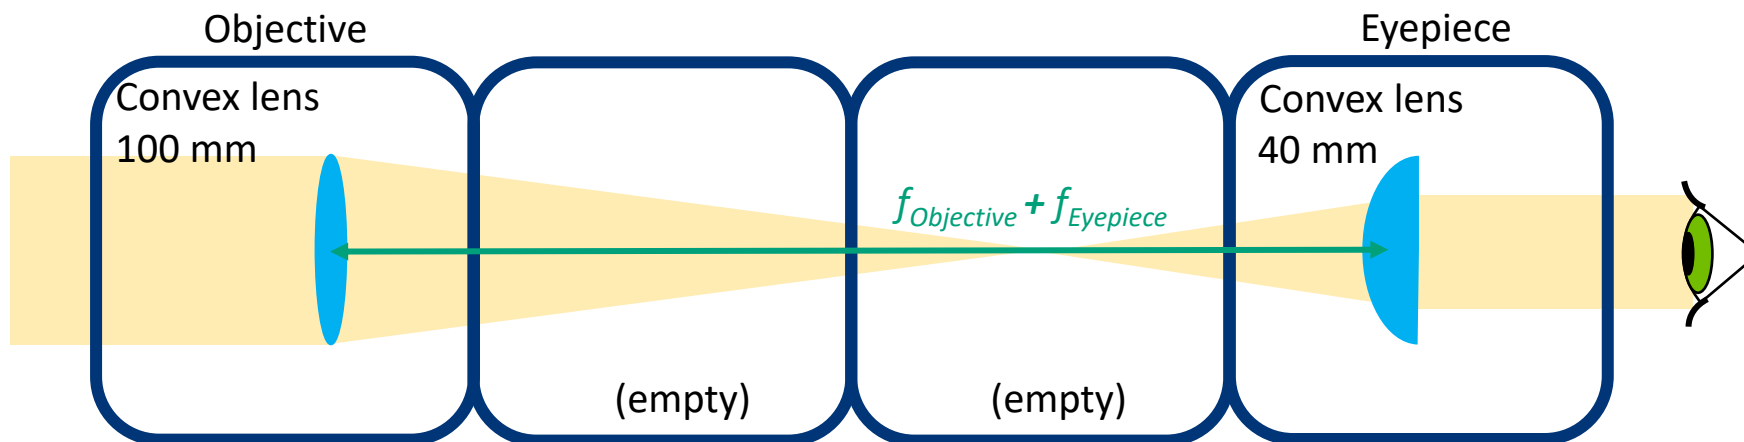 Objective
Eyepiece
Convex lens
100 mm
Convex lens
40 mm
fObjective + fEyepiece
(empty)
(empty)